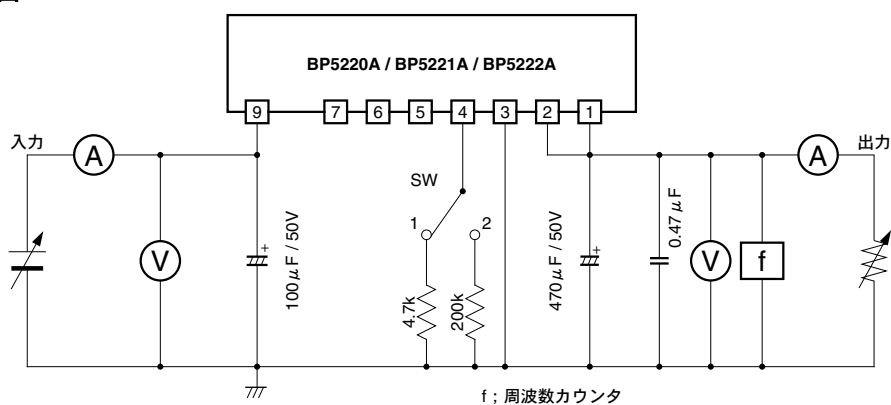 図
BP5220A / BP5221A / BP5222A
9 7 6 5 4 3 2 1
入力
A
A
出力
SW
1
2
V
100μF / 50V
4.7k
200k
470μF / 50V
0.47μF
V
f
f ; 周波数カウンタ